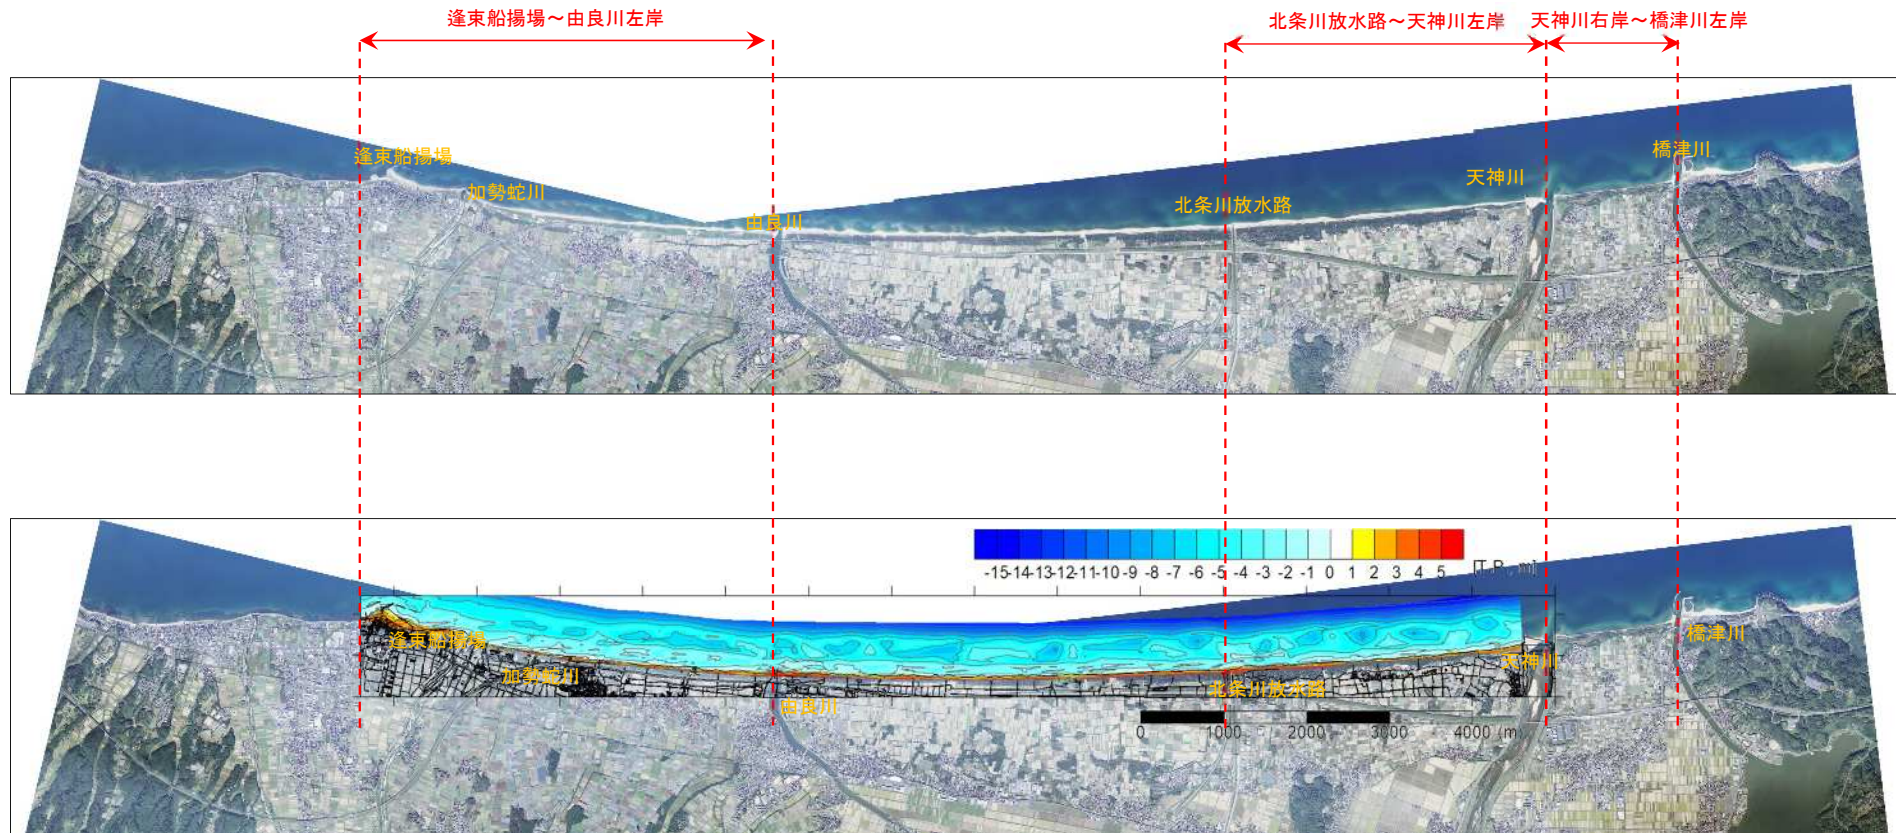 逢束船揚場～由良川左岸
北条川放水路～天神川左岸
天神川右岸～橋津川左岸
逢束船揚場
加勢蛇川
由良川
北条川放水路
天神川
橋津川
-15-14-13-12-11-10 -9 -8 -7 -6 -5 -4 -3 -2 -1 0 1 2 3 4 5 [T.P., m]
逢束船揚場
加勢蛇川
由良川
北条川放水路
天神川
橋津川
0 1000 2000 3000 4000 (m)